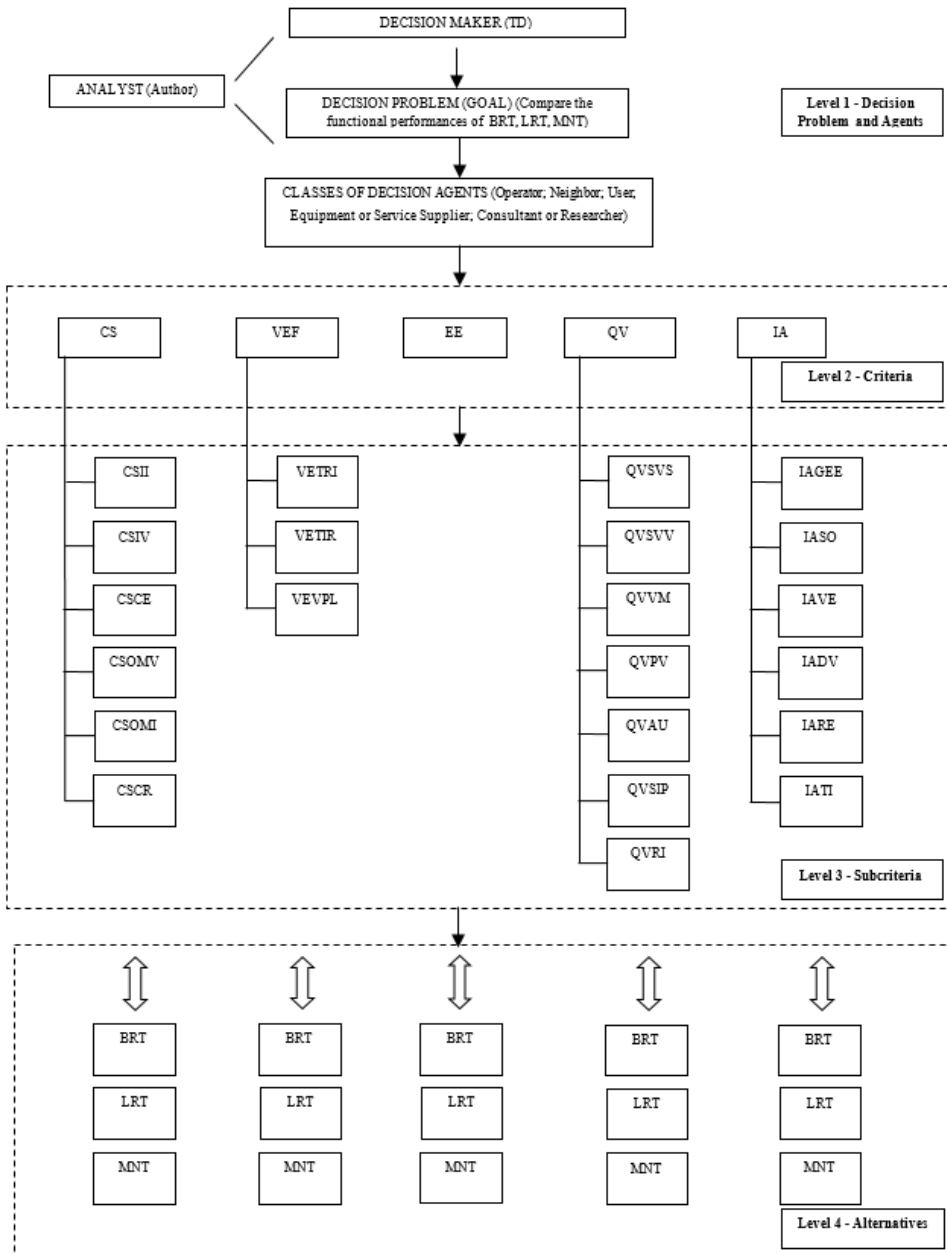 DECISION MAKER (TD)
ANALYST (Author)
DECISION PROBLEM (GOAL) (Compare the
functional performances of BRT, LRT, MNT)
Level 1 - Decision
Problem and Agents
CLASSES OF DECISION AGENTS (Operator; Neighbor; User;
Equipment or Service Supplier; Consultant or Researcher)
CS
VEF
EE
QV
IA
Level 2 - Criteria
CSII
CSIV
CSCE
CSOMV
CSOMI
CSCR
VETRI
VETIR
VEVPL
QVSVS
QVSVV
QVVM
QVPV
QVAU
QVSIP
QVRI
IAGEE
IASO
IAVE
IADV
IARE
IATI
Level 3 - Subcriteria
BRT
BRT
BRT
BRT
BRT
LRT
LRT
LRT
LRT
LRT
MNT
MNT
MNT
MNT
MNT
Level 4 - Alternatives